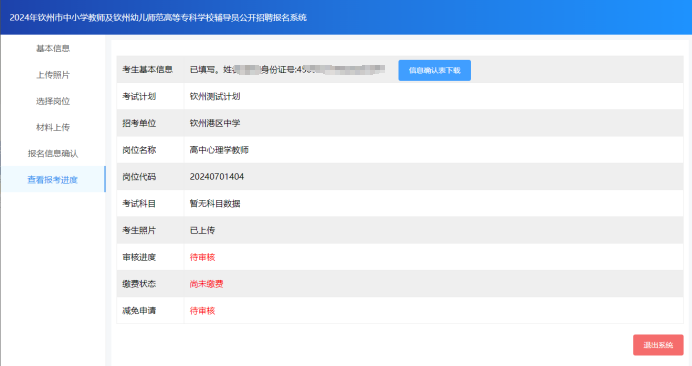 2024年钦州市中小学教师及钦州幼儿师范高等专科学校辅导员公开招聘报名系统
基本信息
上传照片
选择岗位
材料上传
报名信息确认
查看报考进度
考生基本信息 已填写。姓 身份证号:450 信息确认表下载
考试计划 钦州测试计划
招考单位 钦州港区中学
岗位名称 高中心理学教师
岗位代码 20240701404
考试科目 暂无科目数据
考生照片 已上传
审核进度 待审核
缴费状态 尚未缴费
减免申请 待审核
退出系统